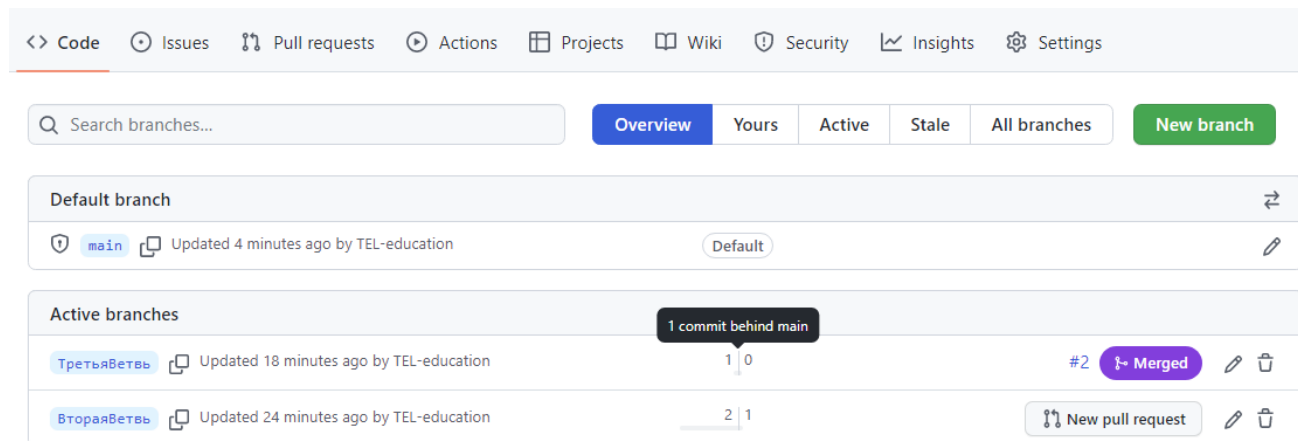 <> Code Issues Pull requests Actions Projects Wiki Security Insights Settings
Search branches... Overview Yours Active Stale All branches New branch
Default branch
main Updated 4 minutes ago by TEL-education Default
Active branches
1 commit behind main
ТретьяВетвь Updated 18 minutes ago by TEL-education 1 | 0 #2 Merged
ВтораяВетвь Updated 24 minutes ago by TEL-education 2 | 1 New pull request